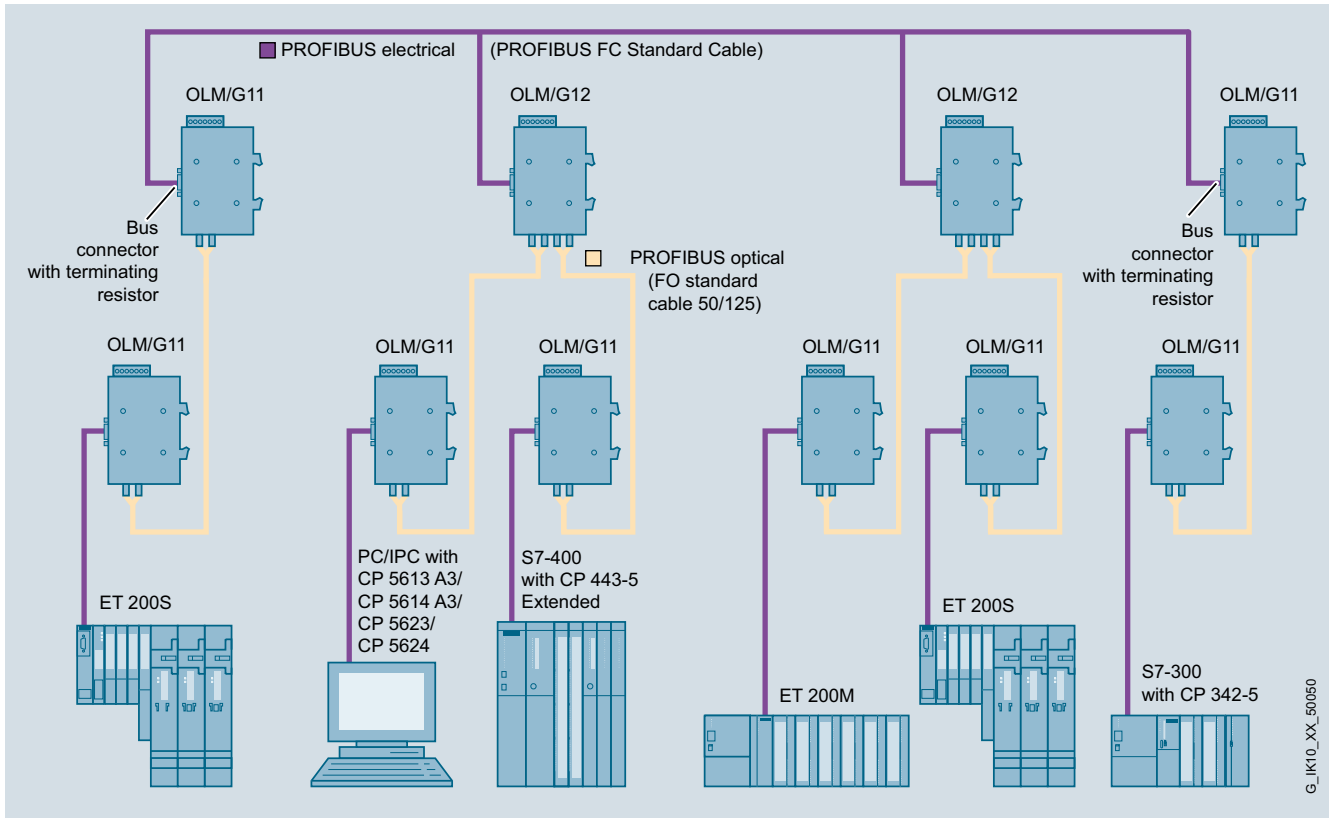 PROFIBUS electrical (PROFIBUS FC Standard Cable)
OLM/G11
OLM/G12
OLM/G12
OLM/G11
Bus
connector
with terminating
resistor
PROFIBUS optical
(FO standard
cable 50/125)
Bus
connector
with terminating
resistor
OLM/G11
OLM/G11
OLM/G11
OLM/G11
OLM/G11
OLM/G11
ET 200S
PC/IPC with
CP 5613 A3/
CP 5614 A3/
CP 5623/
CP 5624
S7-400
with CP 443-5
Extended
ET 200M
ET 200S
S7-300
with CP 342-5
G_IK10_XX_50050